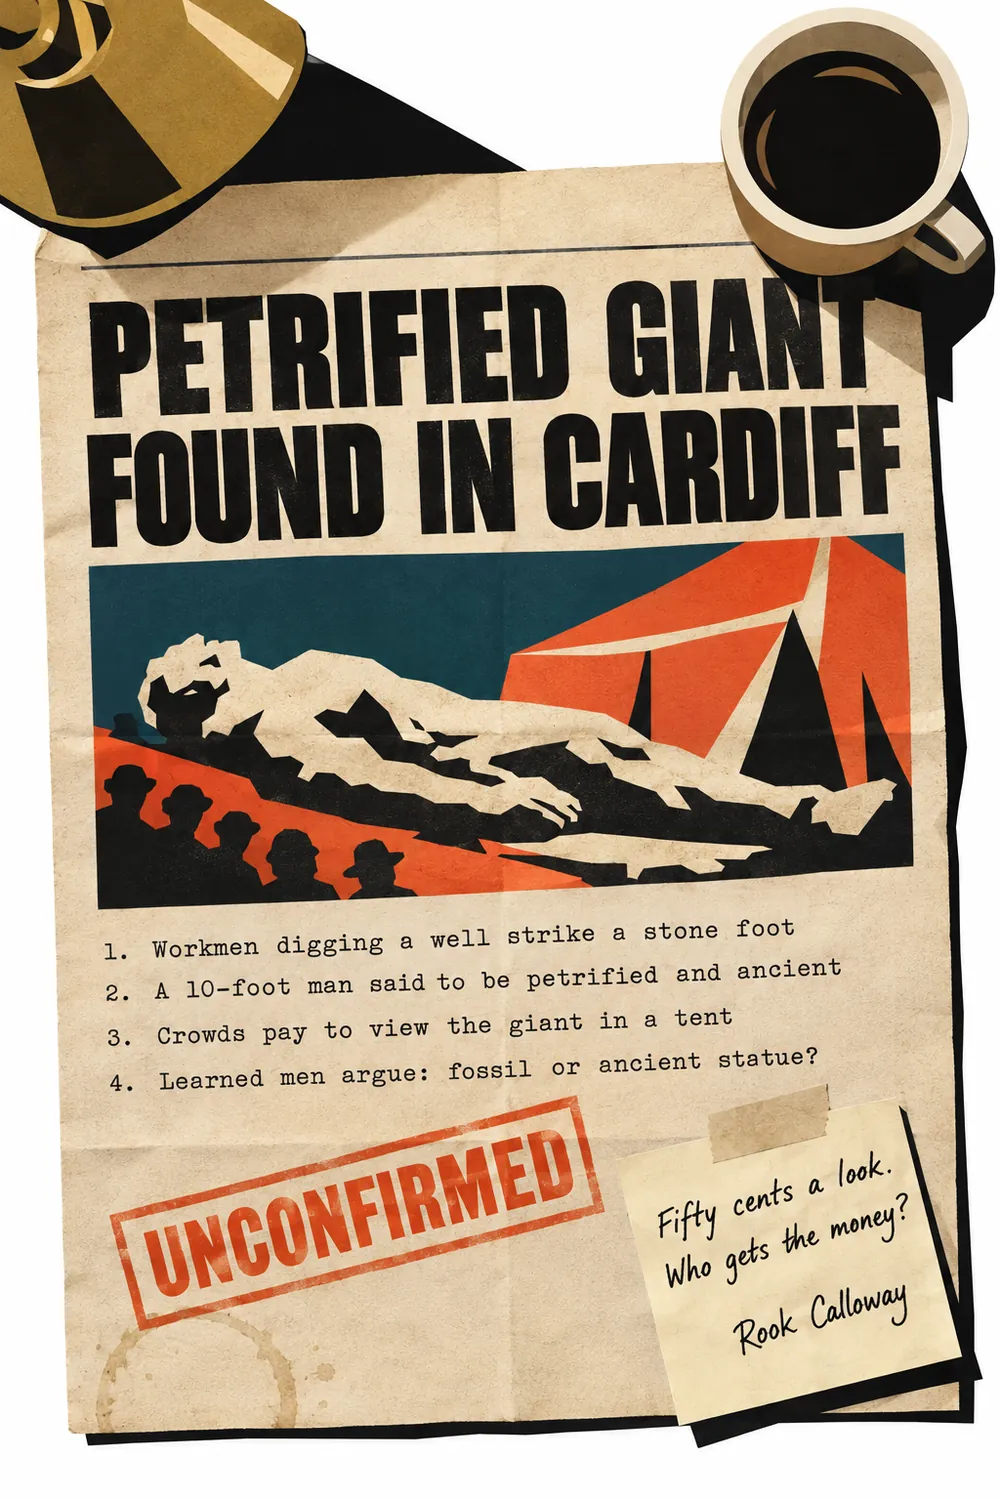 PETRIFIED GIANT
FOUND IN CARDIFF
1. Workmen digging a well strike a stone foot
2. A 10-foot man said to be petrified and ancient
3. Crowds pay to view the giant in a tent
4. Learned men argue: fossil or ancient statue?
UNCONFIRMED
Fifty cents a look.
Who gets the money?
Rook Calloway